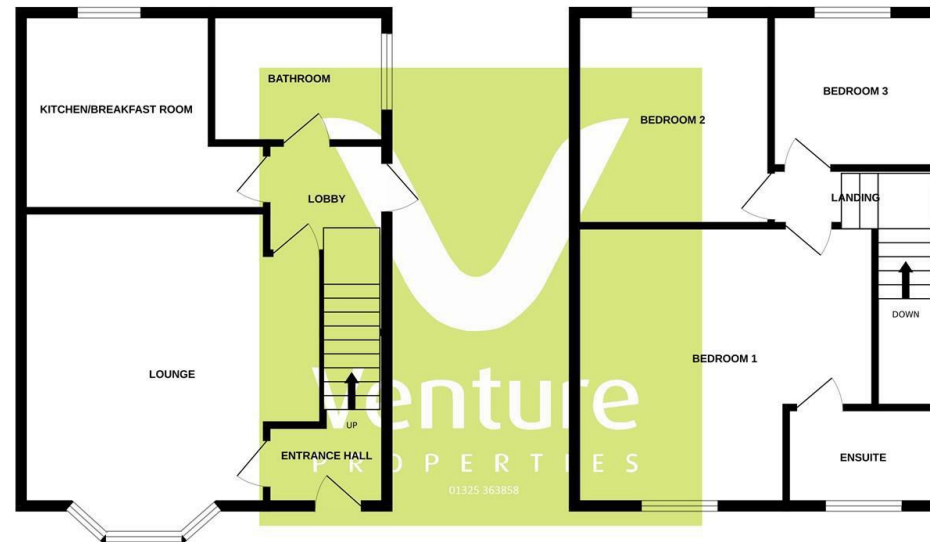 BATHROOM
KITCHEN/BREAKFAST ROOM
LOBBY
LOUNGE
UP
ENTRANCE HALL
BEDROOM 2
BEDROOM 3
LANDING
DOWN
BEDROOM 1
ENSUITE
Venture
PROPERTIES
01325 363858